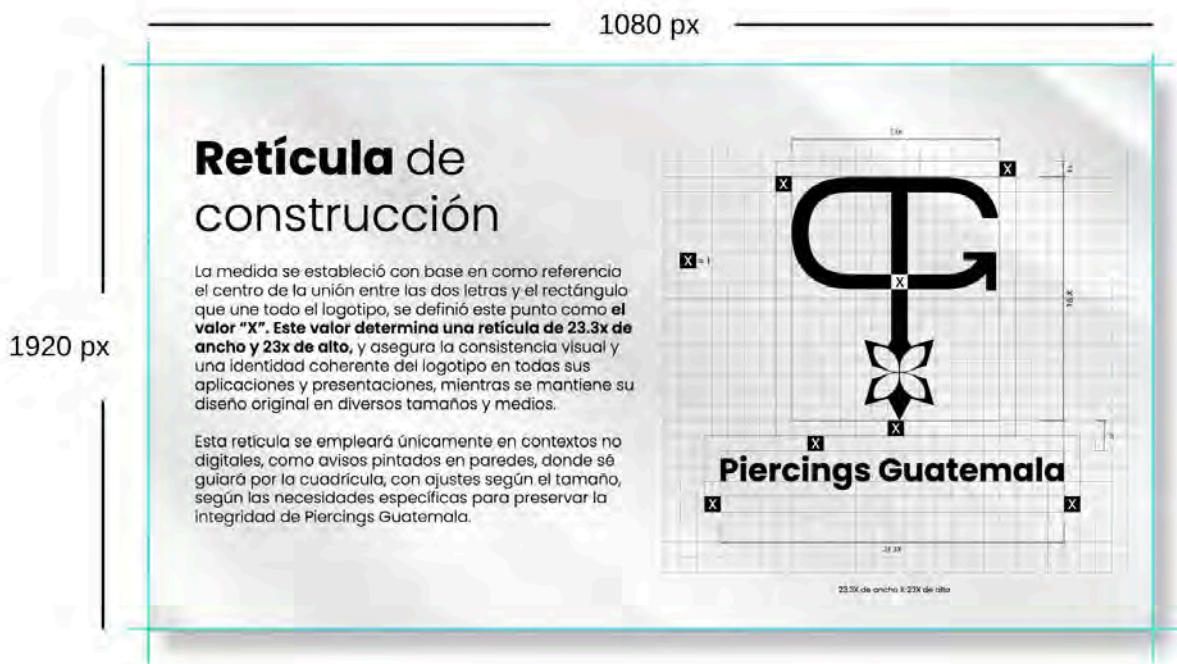 1080 px
1920 px
Retícula de
construcción
La medida se estableció con base en como referencia
el centro de la unión entre las dos letras y el rectángulo
que une todo el logotipo, se definió este punto como el
valor “X”. Este valor determina una retícula de 23.3x de
ancho y 23x de alto, y asegura la consistencia visual y
una identidad coherente del logotipo en todas sus
aplicaciones y presentaciones, mientras se mantiene su
diseño original en diversos tamaños y medios.
Esta retícula se empleará únicamente en contextos no
digitales, como avisos pintados en paredes, donde sé
guiará por la cuadrícula, con ajustes según el tamaño,
según las necesidades específicas para preservar la
integridad de Piercings Guatemala.
X
X
X = 1
X
X
X
Piercings Guatemala
X
X
23.3X
23.3X de ancho X 23X de alto